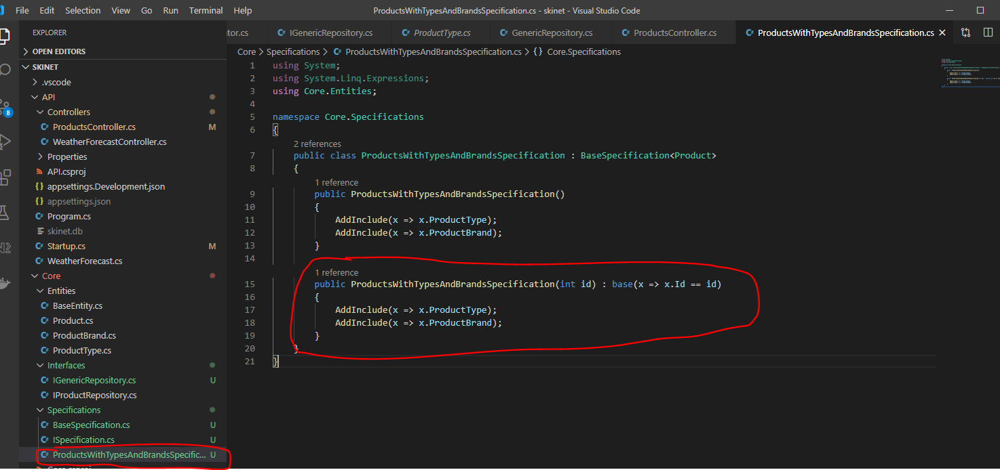 File Edit Selection View Go Run Terminal Help ProductsWithTypesAndBrandsSpecification.cs - skinet - Visual Studio Code
EXPLORER
tor.cs IGenericRepository.cs ProductType.cs GenericRepository.cs ProductsController.cs ProductsWithTypesAndBrandsSpecification.cs
OPEN EDITORS
SKINET
.vscode
API
Controllers
ProductsController.cs M
WeatherForecastController.cs
Properties
API.csproj
appsettings.Development.json
appsettings.json
Program.cs
skinet.db
Startup.cs M
WeatherForecast.cs
Core
Entities
BaseEntity.cs
Product.cs
ProductBrand.cs
ProductType.cs
Interfaces
IGenericRepository.cs U
IProductRepository.cs
Specifications
BaseSpecification.cs U
ISpecification.cs U
ProductsWithTypesAndBrandsSpecific... U
8
Core > Specifications > ProductsWithTypesAndBrandsSpecification.cs > {} Core.Specifications
1 using System;
2 using System.Linq.Expressions;
3 using Core.Entities;
4
5 namespace Core.Specifications
6 {
2 references
7 public class ProductsWithTypesAndBrandsSpecification : BaseSpecification<Product>
8 {
1 reference
9 public ProductsWithTypesAndBrandsSpecification()
10 {
11 AddInclude(x => x.ProductType);
12 AddInclude(x => x.ProductBrand);
13 }
14
1 reference
15 public ProductsWithTypesAndBrandsSpecification(int id) : base(x => x.Id == id)
16 {
17 AddInclude(x => x.ProductType);
18 AddInclude(x => x.ProductBrand);
19 }
20 }
21 }